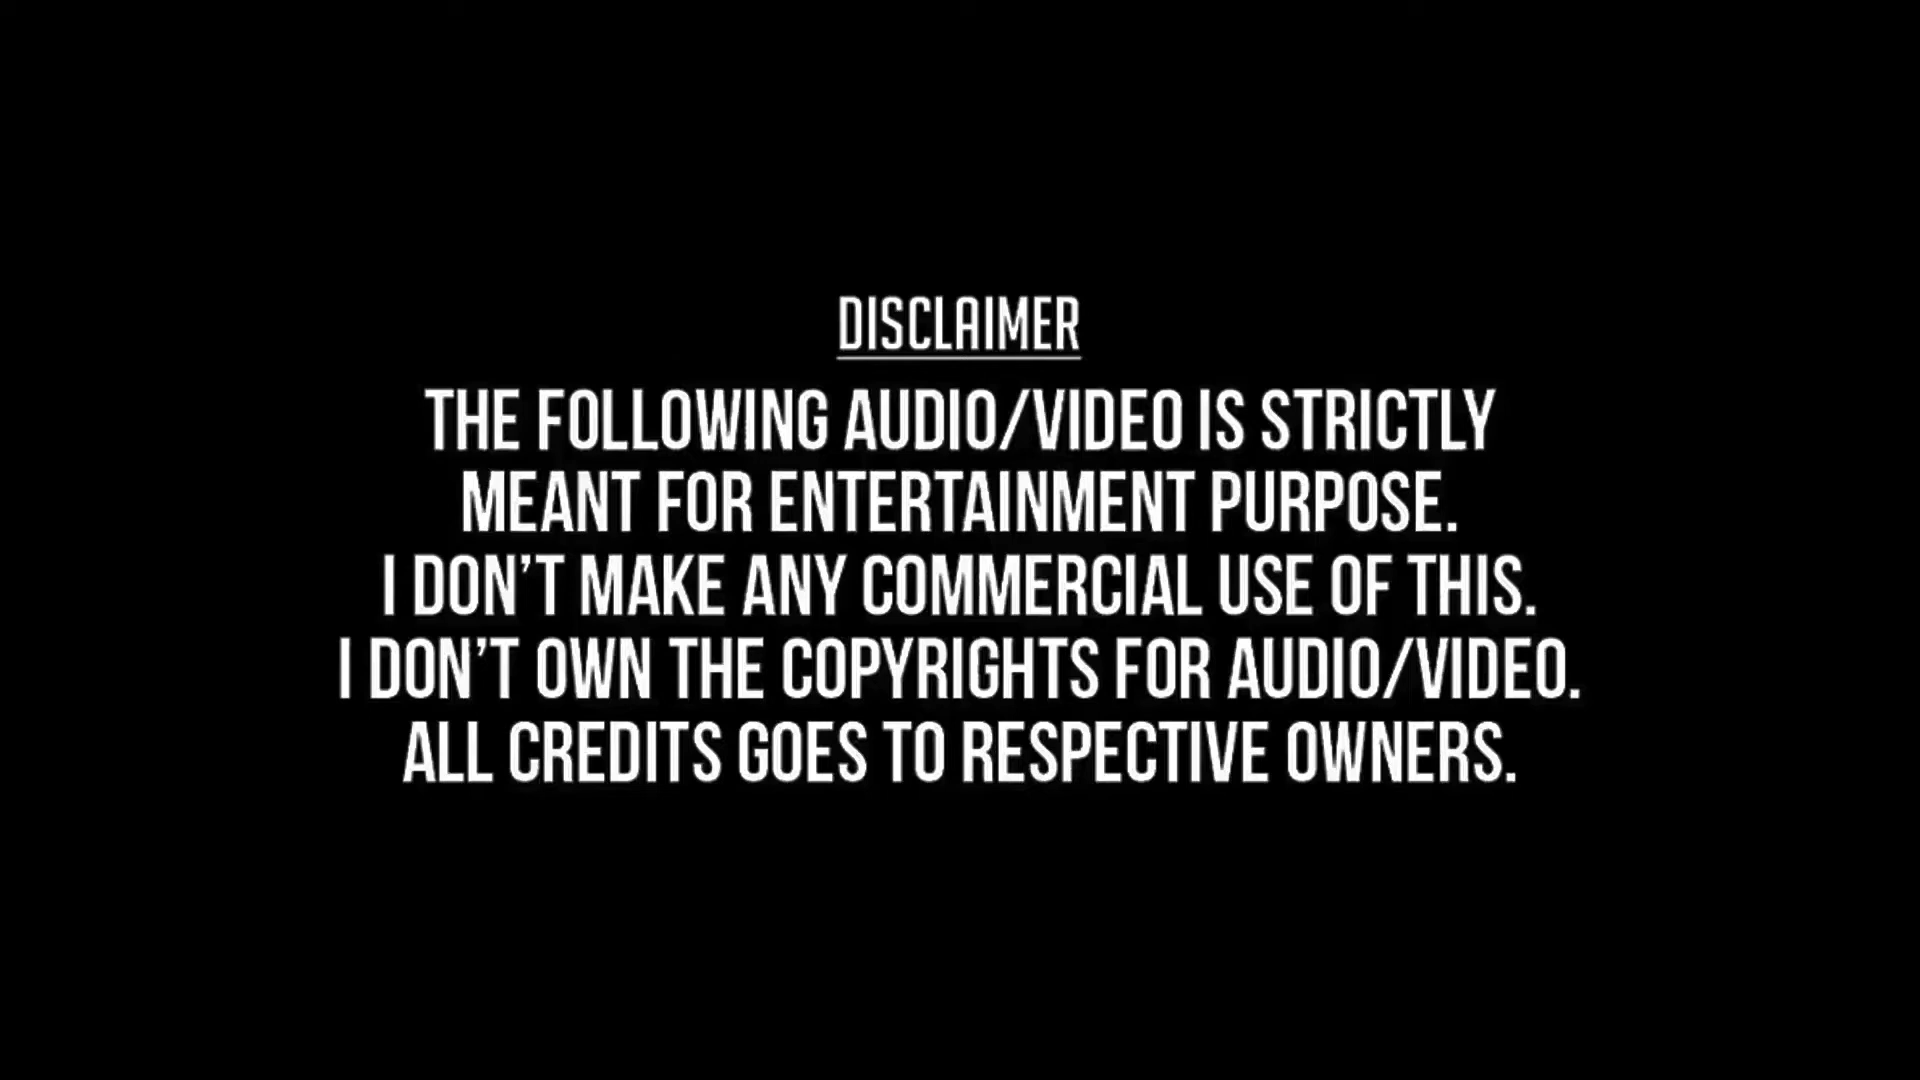 DISCLAIMER
THE FOLLOWING AUDIO/VIDEO IS STRICTLY
MEANT FOR ENTERTAINMENT PURPOSE.
I DON’T MAKE ANY COMMERCIAL USE OF THIS.
I DON’T OWN THE COPYRIGHTS FOR AUDIO/VIDEO.
ALL CREDITS GOES TO RESPECTIVE OWNERS.